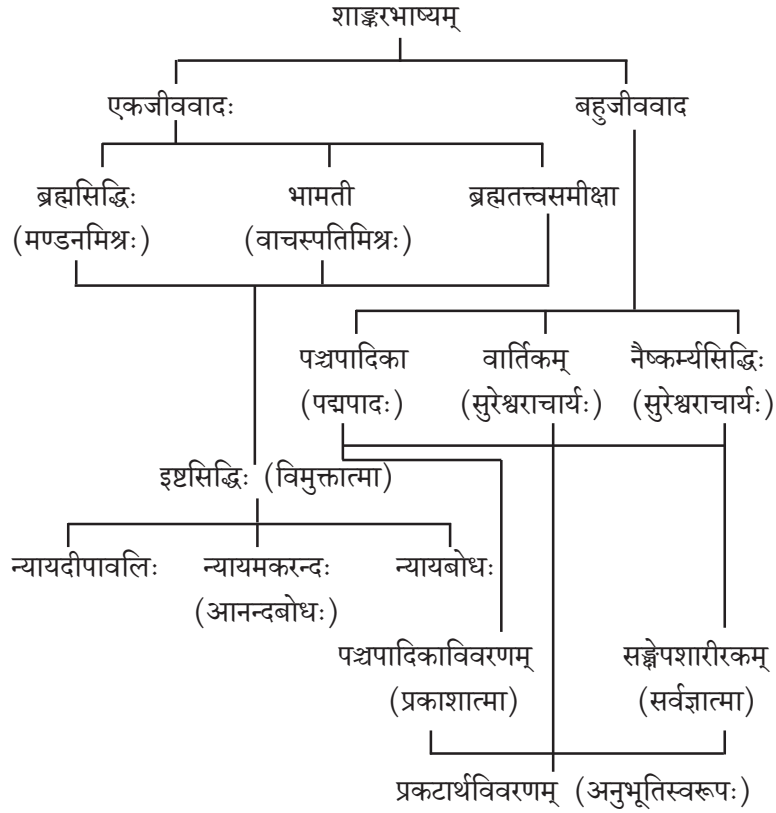 शाङ्करभाष्यम्
एकजीववादः बहुजीववाद
ब्रह्मसिद्धिः भामती ब्रह्मतत्त्वसमीक्षा
(मण्डनमिश्रः) (वाचस्पतिमिश्रः)
पञ्चपादिका वार्तिकम् नैष्कर्म्यसिद्धिः
(पद्मपादः) (सुरेश्वराचार्यः) (सुरेश्वराचार्यः)
इष्टसिद्धिः (विमुक्तात्मा)
न्यायदीपावलिः न्यायमकरन्दः न्यायबोधः
(आनन्दबोधः)
पञ्चपादिकाविवरणम् सङ्क्षेपशारीरकम्
(प्रकाशात्मा) (सर्वज्ञात्मा)
प्रकटार्थविवरणम् (अनुभूतिस्वरूपः)